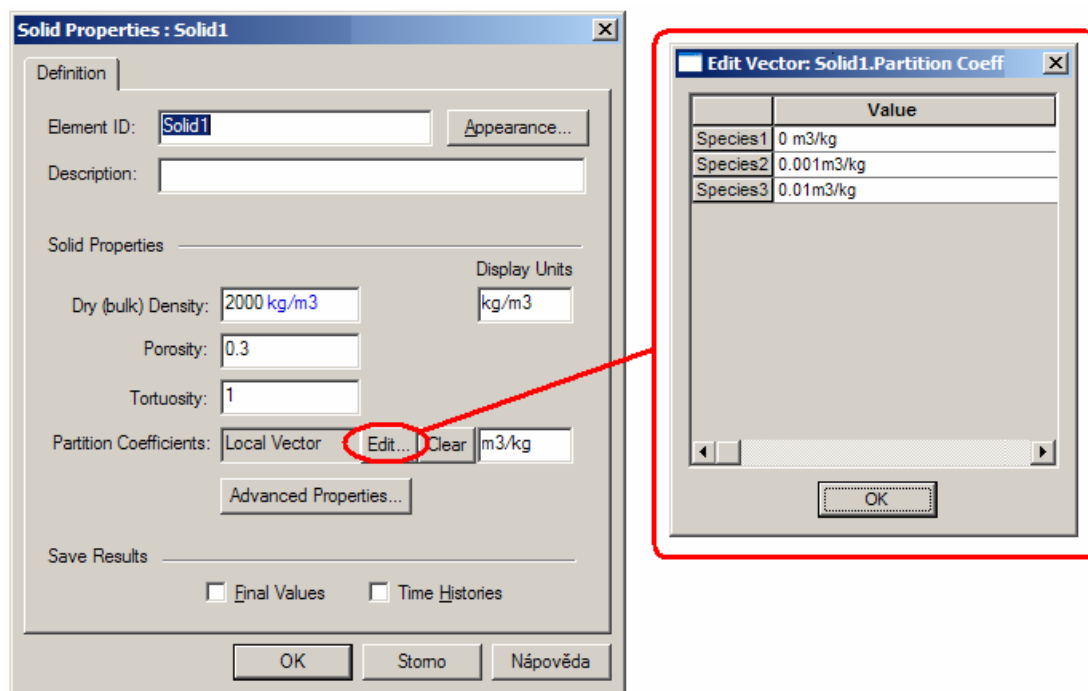 Solid Properties : Solid1
Definition
Element ID: Solid1 Appearance...
Description:
Solid Properties
Display Units
Dry (bulk) Density: 2000 kg/m3 kg/m3
Porosity: 0.3
Tortuosity: 1
Partition Coefficients: Local Vector Edit... Clear m3/kg
Advanced Properties...
Save Results
Final Values Time Histories
OK Storno Nápověda
Edit Vector: Solid1.Partition Coeff
Value
Species1 0 m3/kg
Species2 0.001m3/kg
Species3 0.01m3/kg
OK